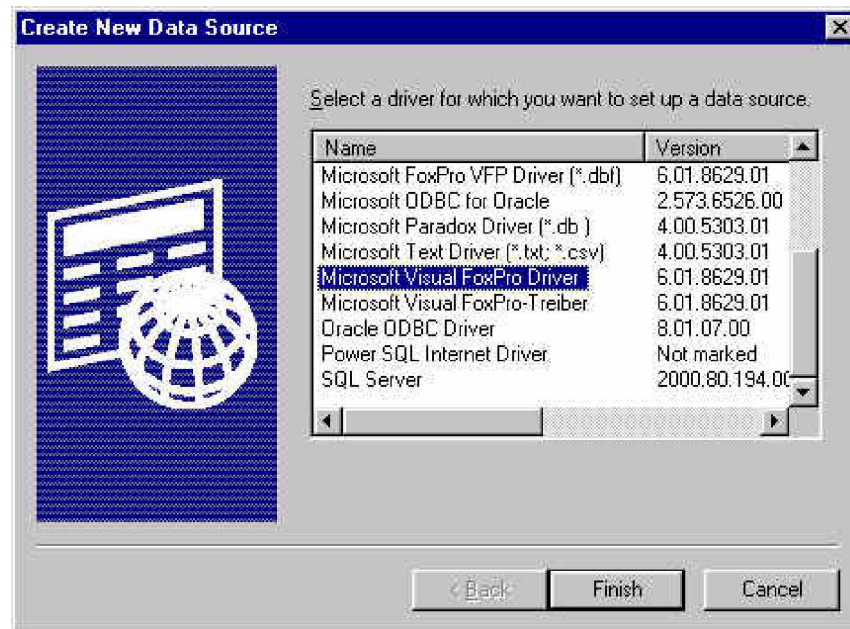 Create New Data Source
Select a driver for which you want to set up a data source.
Name Version
Microsoft FoxPro VFP Driver (*.dbf) 6.01.8629.01
Microsoft ODBC for Oracle 2.573.6526.00
Microsoft Paradox Driver (*.db ) 4.00.5303.01
Microsoft Text Driver (*.txt; *.csv) 4.00.5303.01
Microsoft Visual FoxPro Driver 6.01.8629.01
Microsoft Visual FoxPro-Treiber 6.01.8629.01
Oracle ODBC Driver 8.01.07.00
Power SQL Internet Driver Not marked
SQL Server 2000.80.194.00
< Back Finish Cancel